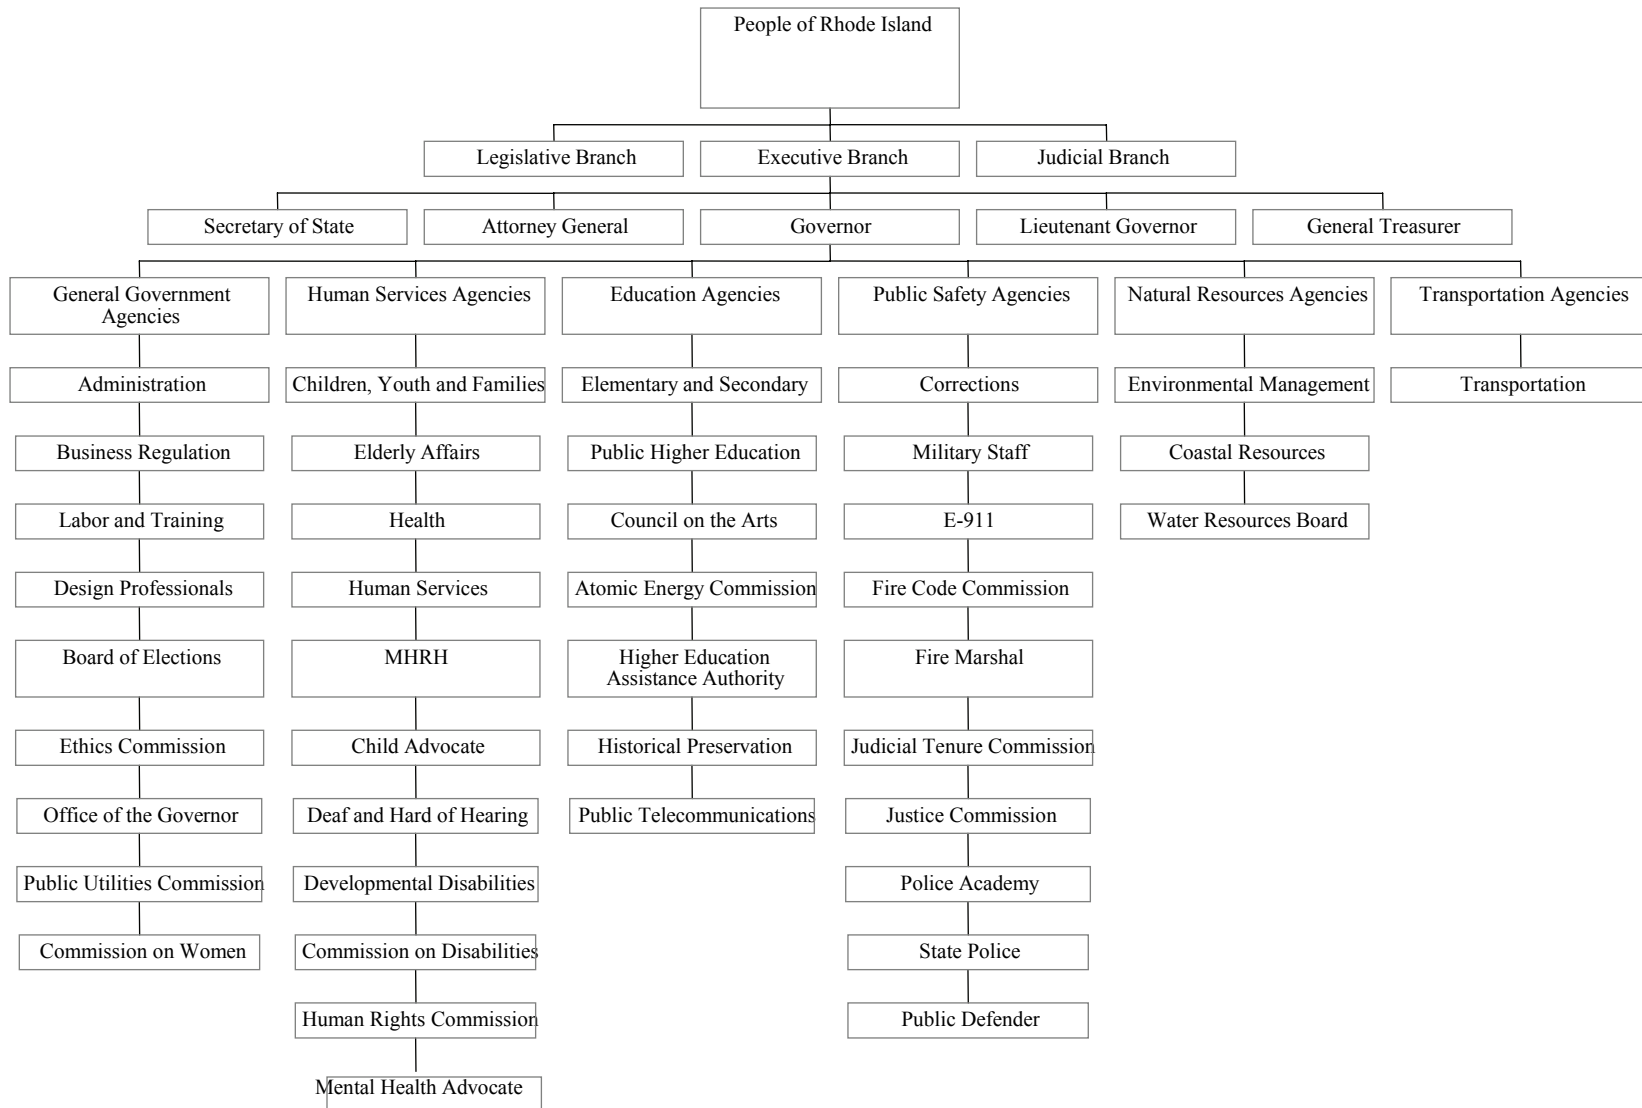 People of Rhode Island
Legislative Branch
Executive Branch
Judicial Branch
Secretary of State
Attorney General
Governor
Lieutenant Governor
General Treasurer
General Government
Agencies
Human Services Agencies
Education Agencies
Public Safety Agencies
Natural Resources Agencies
Transportation Agencies
Administration
Children, Youth and Families
Elementary and Secondary
Corrections
Environmental Management
Transportation
Business Regulation
Elderly Affairs
Public Higher Education
Military Staff
Coastal Resources
Labor and Training
Health
Council on the Arts
E-911
Water Resources Board
Design Professionals
Human Services
Atomic Energy Commission
Fire Code Commission
Board of Elections
MHRH
Higher Education
Assistance Authority
Fire Marshal
Ethics Commission
Child Advocate
Historical Preservation
Judicial Tenure Commission
Office of the Governor
Deaf and Hard of Hearing
Public Telecommunications
Justice Commission
Public Utilities Commission
Developmental Disabilities
Police Academy
Commission on Women
Commission on Disabilities
State Police
Human Rights Commission
Public Defender
Mental Health Advocate